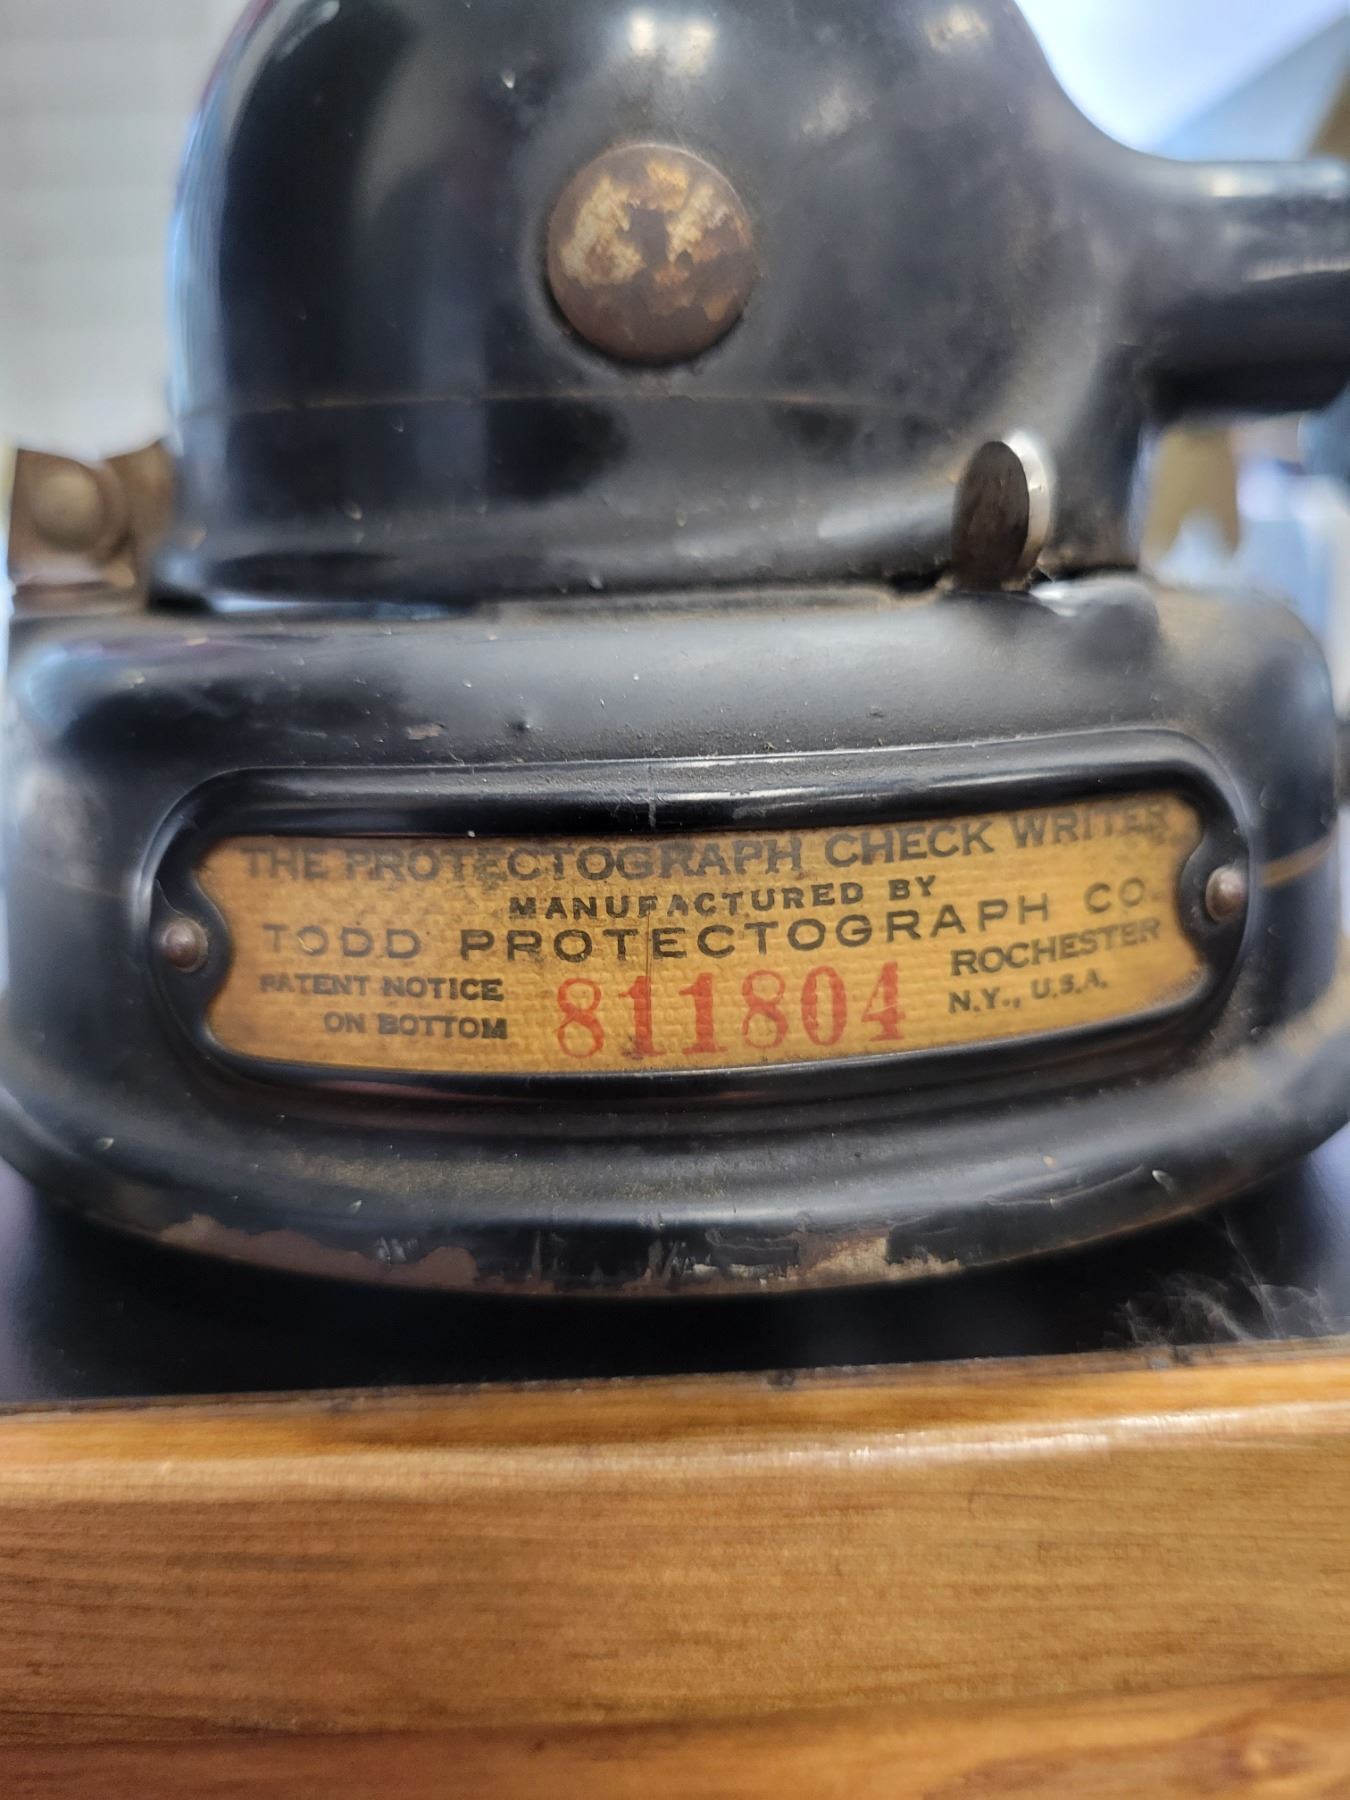 THE PROTECTOGRAPH CHECK WRITER
MANUFACTURED BY
TODD PROTECTOGRAPH CO.
PATENT NOTICE
ON BOTTOM
811804
ROCHESTER
N.Y., U.S.A.